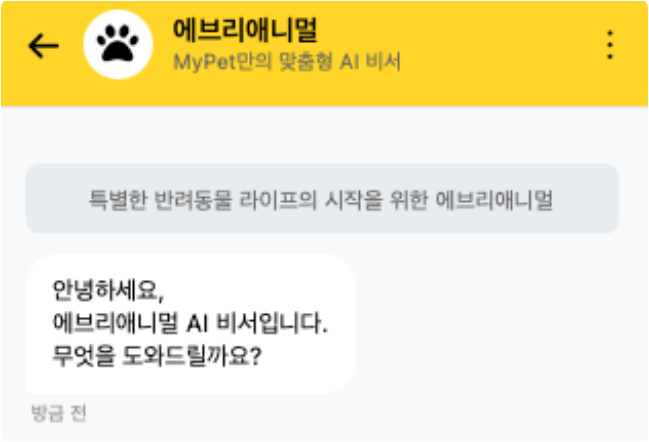 에브리애니멀
MyPet만의 맞춤형 AI 비서
특별한 반려동물 라이프의 시작을 위한 에브리애니멀
안녕하세요,
에브리애니멀 AI 비서입니다.
무엇을 도와드릴까요?
방금 전